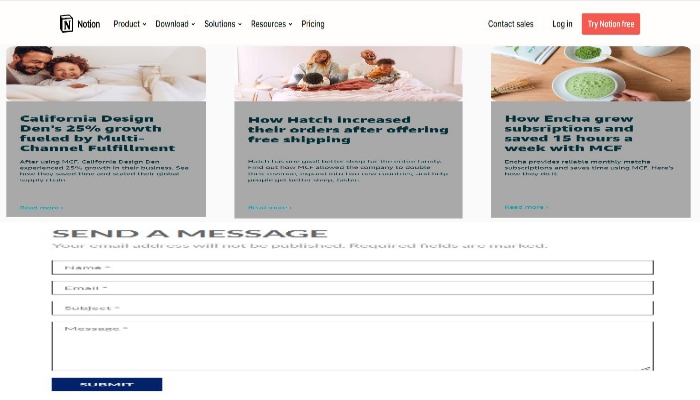 Notion Product Download Solutions Resources Pricing Contact sales Log in Try Notion free
California Design
Den's 25% growth
fueled by Multi-
Channel Fulfillment
After using MCF, California Design Den
experienced 25% growth in their business. See
how they saved time and scaled their global
supply chain.
Read more ›
How Hatch increased
their orders after offering
free shipping
Hatch has one goal: better sleep for the entire family.
Find out how MCF allowed the company to double
their revenue, expand into two new countries, and help
people get better sleep, faster.
Read more ›
How Encha grew
subsriptions and
saved 15 hours a
week with MCF
Encha provides reliable monthly matcha
subscriptions and saves time using MCF. Here's
how they do it.
Read more ›
SEND A MESSAGE
Your email address will not be published. Required fields are marked.
Name *
Email *
Subject *
Message *
SUBMIT